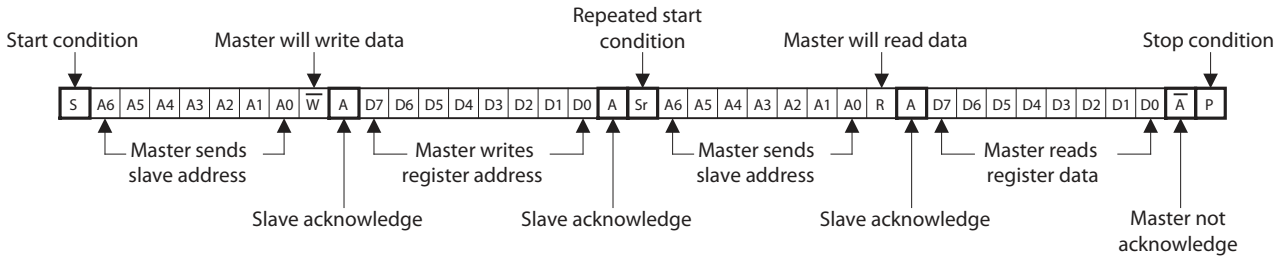 Repeated start
condition
Start condition
Master will write data
Master will read data
Stop condition
S A6 A5 A4 A3 A2 A1 A0 W̅ A D7 D6 D5 D4 D3 D2 D1 D0 A Sr A6 A5 A4 A3 A2 A1 A0 R A D7 D6 D5 D4 D3 D2 D1 D0 A̅ P
Master sends
slave address
Master writes
register address
Master sends
slave address
Master reads
register data
Slave acknowledge
Slave acknowledge
Slave acknowledge
Master not
acknowledge